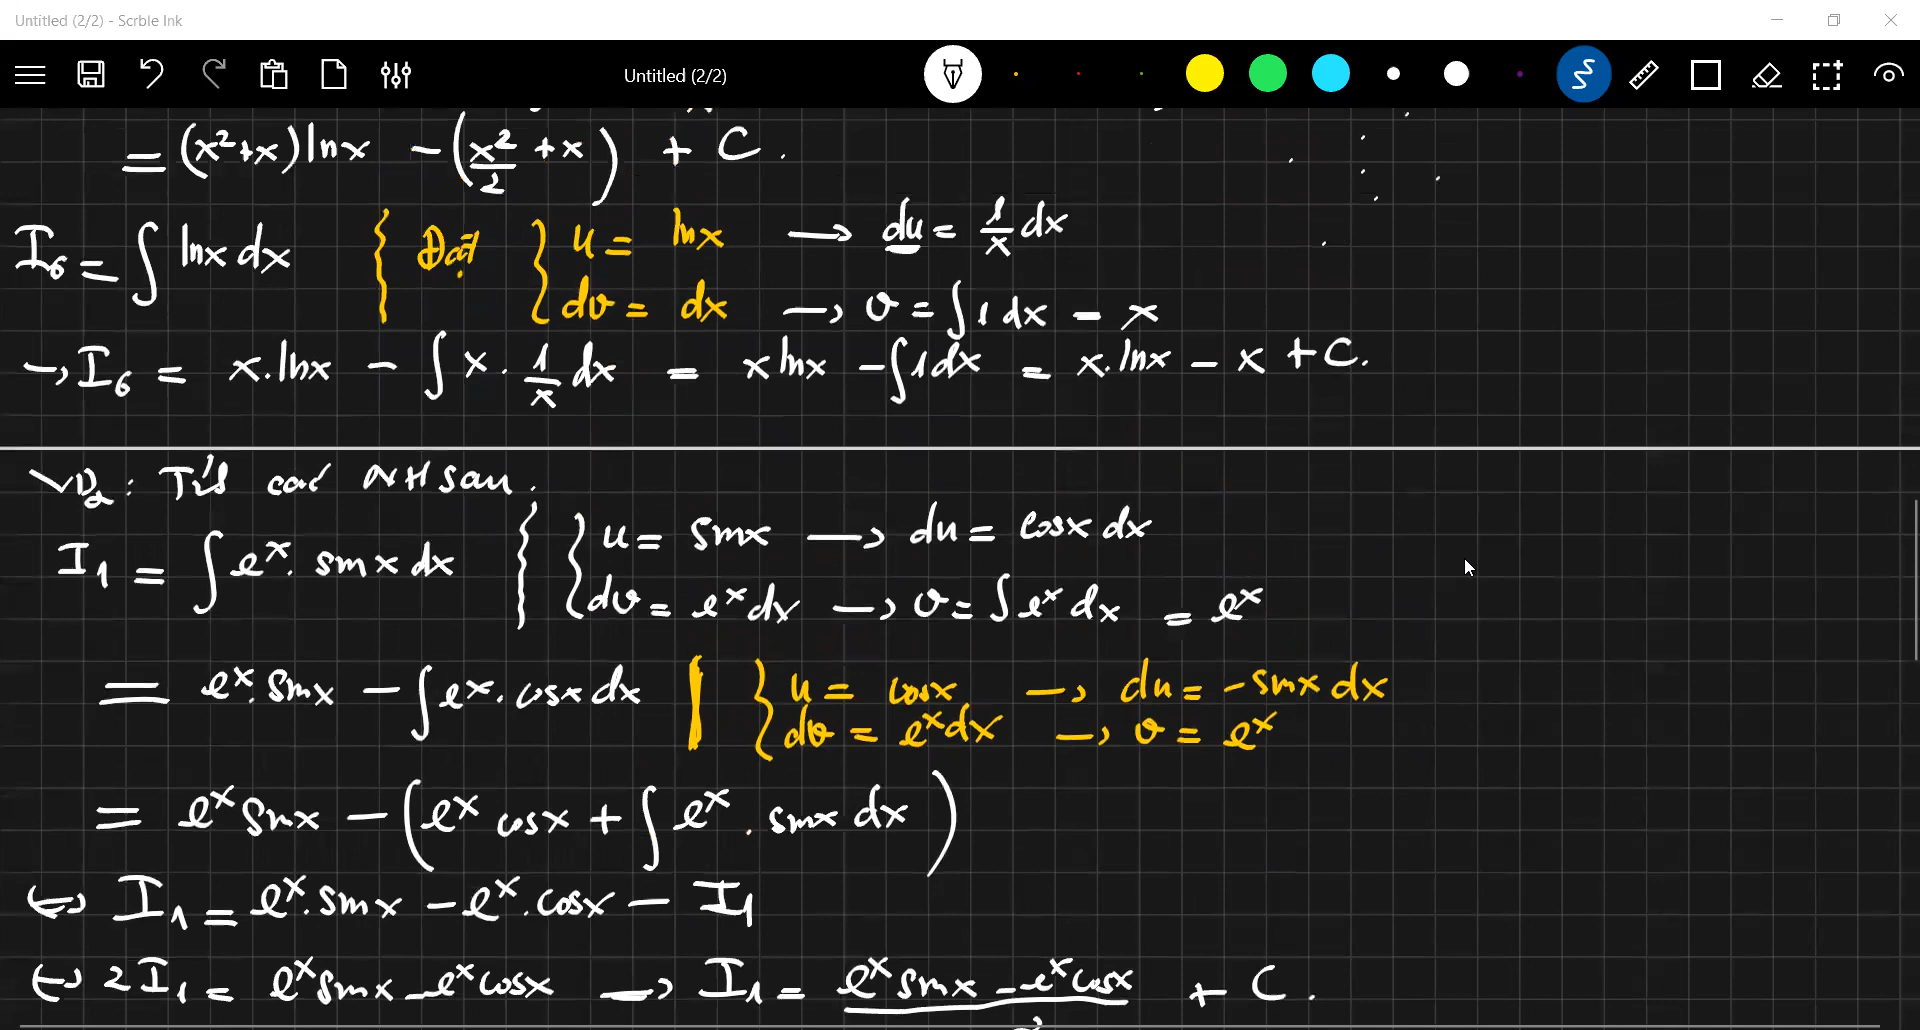 Untitled (2/2) - Scrble Ink
Untitled (2/2)
= (x²+x)lnx - (x²/2 + x) + C.
I₆ = ∫ lnx dx { Đặt { u = lnx → du = 1/x dx
dv = dx → v = ∫1 dx = x
→ I₆ = x.lnx - ∫ x . 1/x dx = x lnx - ∫1dx = x.lnx - x + C.
VD₂ : Tính các NH sau.
I₁ = ∫ eˣ. sinx dx { { u = sinx → du = cosx dx
dv = eˣdx → v = ∫eˣ dx = eˣ
= eˣ.sinx - ∫eˣ.cosx dx | { u = cosx → du = -sinx dx
dv = eˣdx → v = eˣ
= eˣ sinx - (eˣ cosx + ∫ eˣ . sinx dx)
⇔ I₁ = eˣ.sinx - eˣ.cosx - I₁
⇔ 2I₁ = eˣsinx - eˣcosx → I₁ = (eˣsinx - eˣcosx)/2 + C.